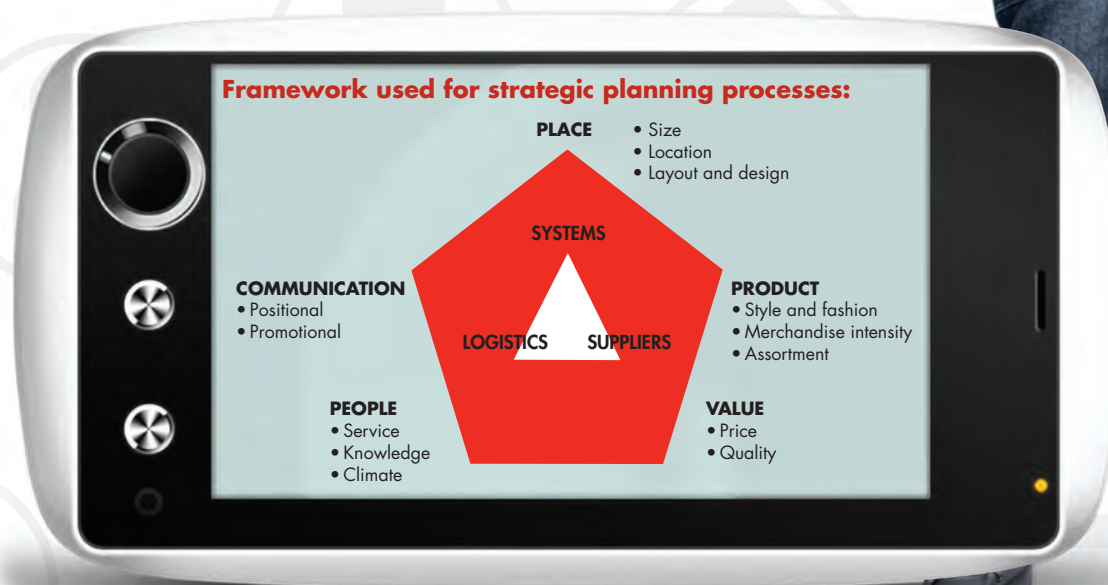 Framework used for strategic planning processes:
PLACE
• Size
• Location
• Layout and design
SYSTEMS
COMMUNICATION
• Positional
• Promotional
PRODUCT
• Style and fashion
• Merchandise intensity
• Assortment
LOGISTICS
SUPPLIERS
PEOPLE
• Service
• Knowledge
• Climate
VALUE
• Price
• Quality